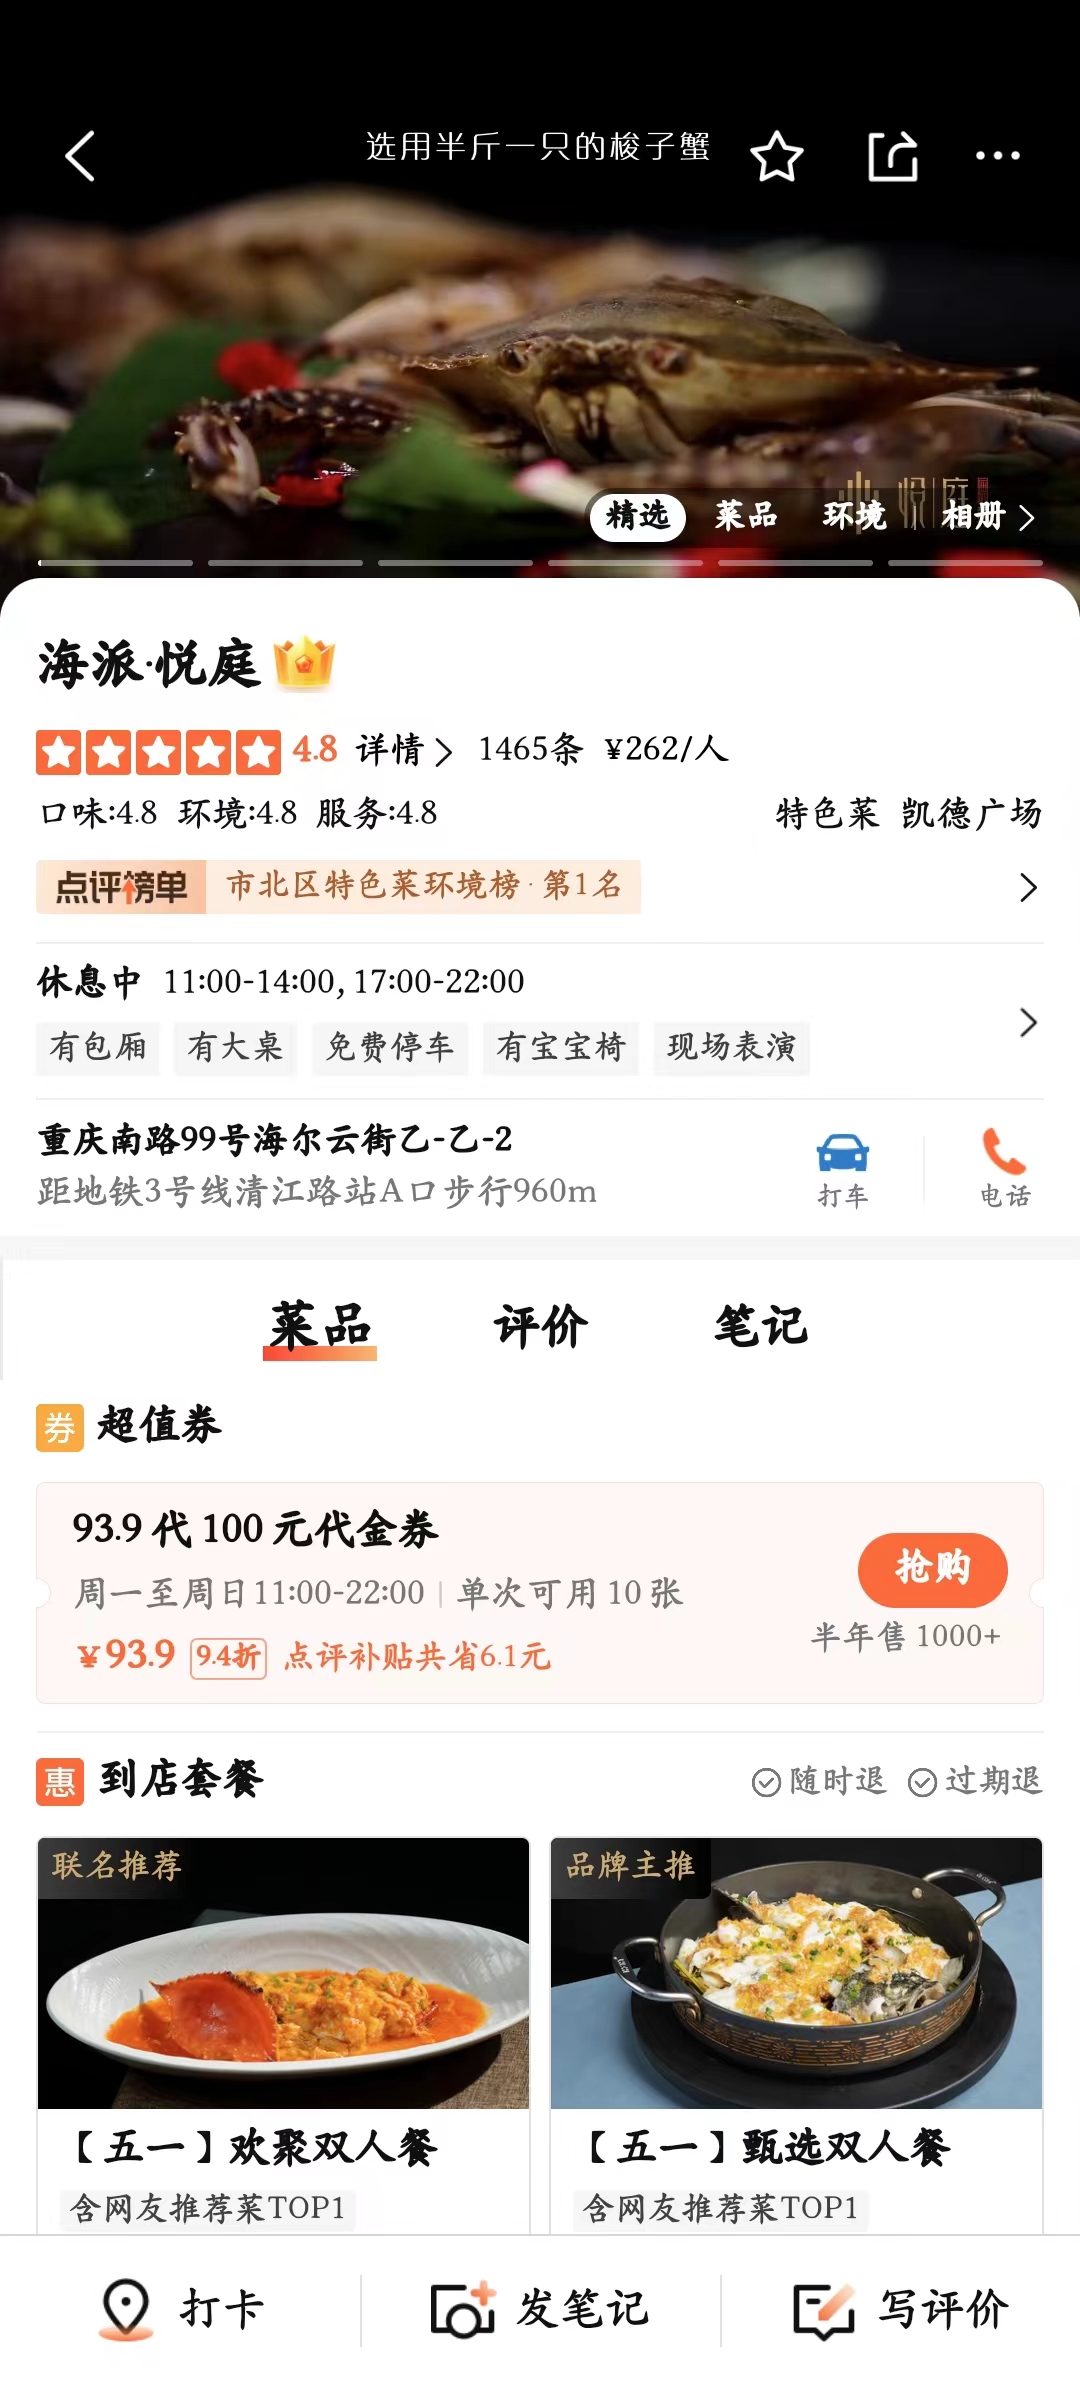 选用半斤一只的梭子蟹
悦庭
精选 菜品 环境 相册
海派·悦庭
4.8 详情 1465条 ¥262/人
口味:4.8 环境:4.8 服务:4.8 特色菜 凯德广场
点评榜单 市北区特色菜环境榜·第1名
休息中 11:00-14:00, 17:00-22:00
有包厢 有大桌 免费停车 有宝宝椅 现场表演
重庆南路99号海尔云街乙-乙-2
距地铁3号线清江路站A口步行960m
打车 电话
菜品 评价 笔记
券 超值券
93.9 代 100 元代金券
周一至周日11:00-22:00 | 单次可用 10 张
抢购
¥93.9 9.4折 点评补贴共省6.1元
半年售 1000+
惠 到店套餐 随时退 过期退
联名推荐 品牌主推
【五一】欢聚双人餐 【五一】甄选双人餐
含网友推荐菜TOP1 含网友推荐菜TOP1
打卡 发笔记 写评价